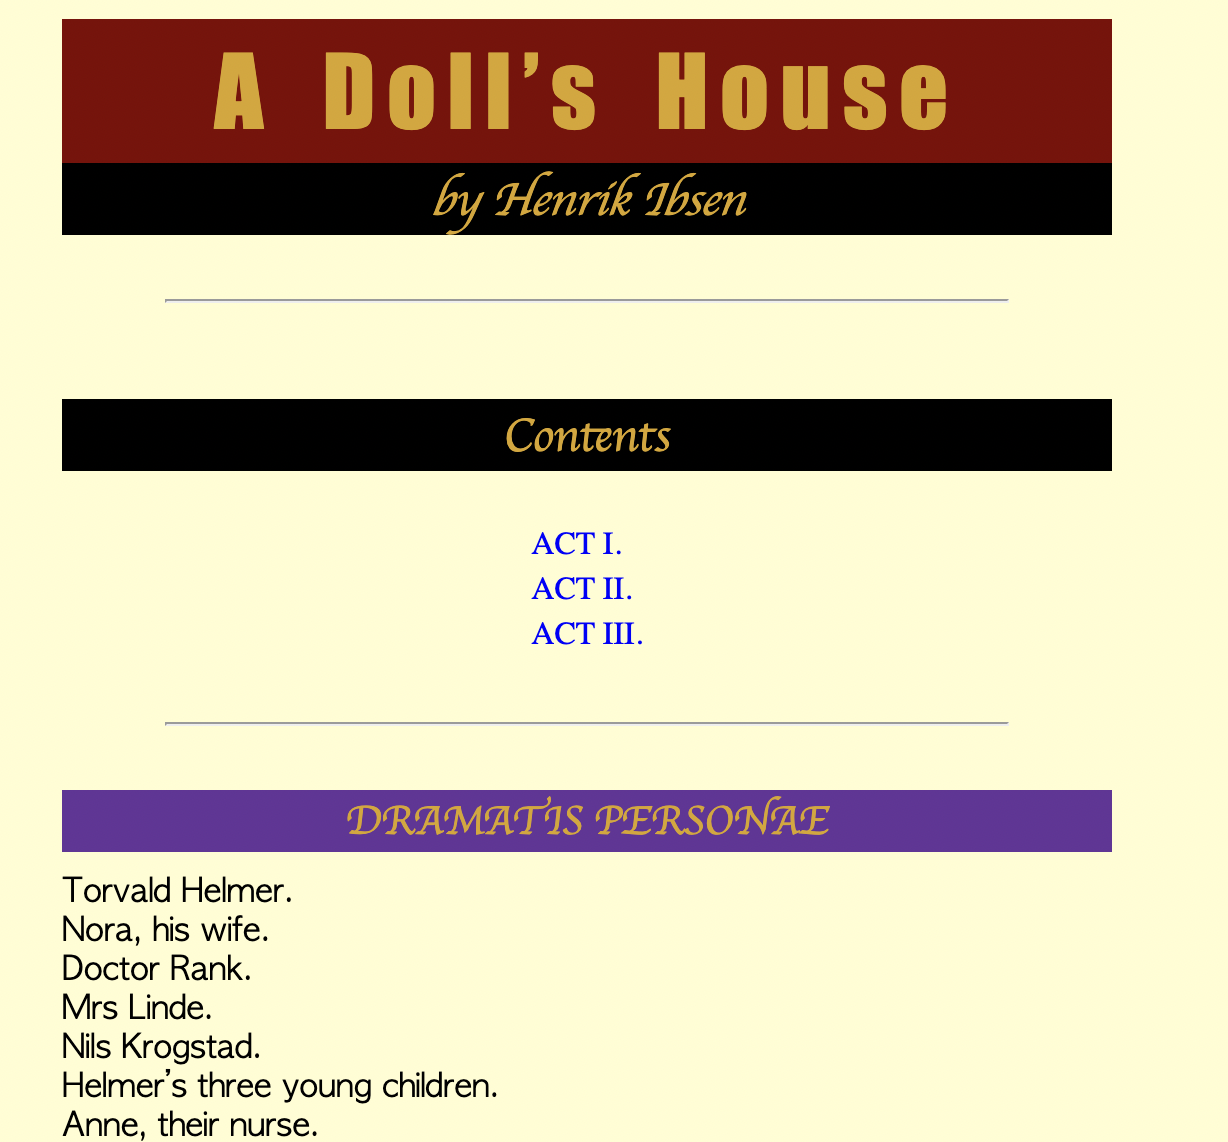 A Doll’s House
by Henrik Ibsen
Contents
ACT I.
ACT II.
ACT III.
DRAMATIS PERSONAE
Torvald Helmer.
Nora, his wife.
Doctor Rank.
Mrs Linde.
Nils Krogstad.
Helmer’s three young children.
Anne, their nurse.